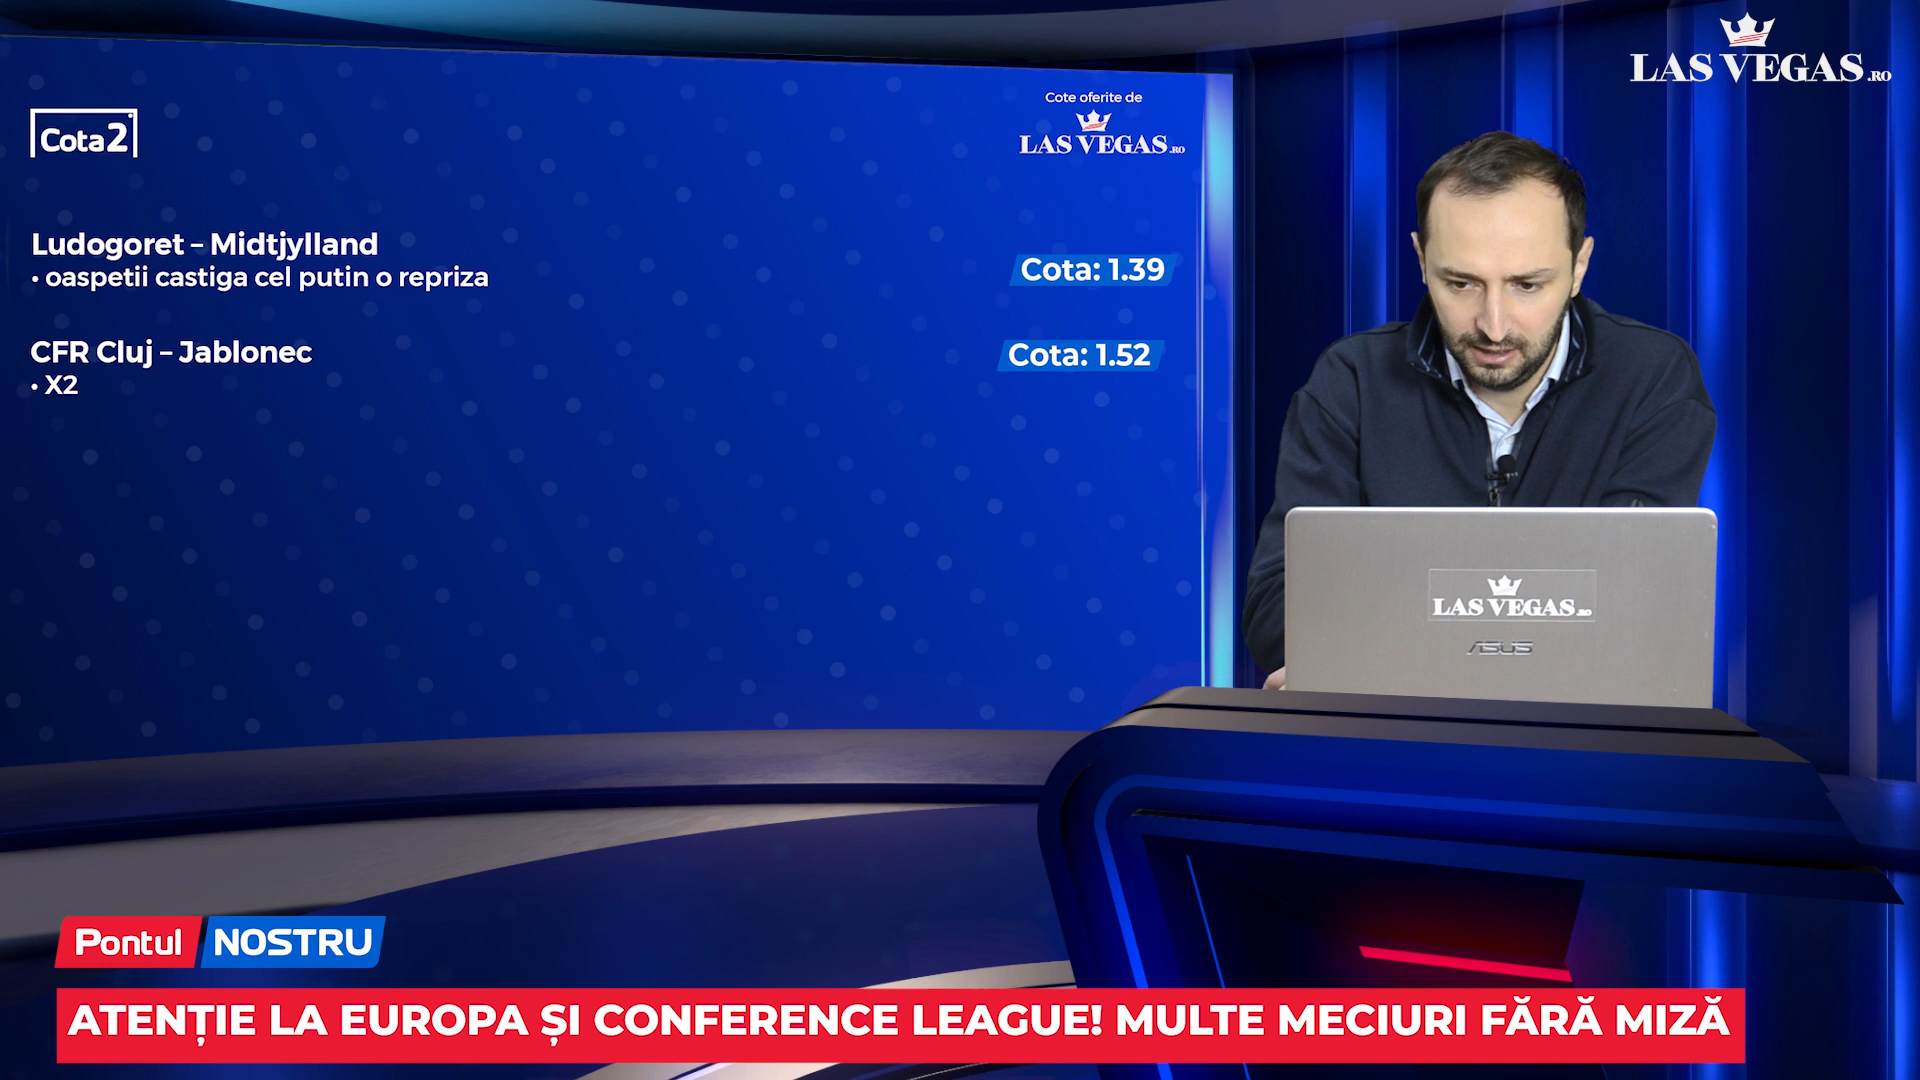 LAS VEGAS.RO
Cota2
Cote oferite de
LAS VEGAS.RO
Ludogoret – Midtjylland
• oaspetii castiga cel putin o repriza
Cota: 1.39
CFR Cluj – Jablonec
• X2
Cota: 1.52
LAS VEGAS.RO
ASUS
Pontul NOSTRU
ATENȚIE LA EUROPA ȘI CONFERENCE LEAGUE! MULTE MECIURI FĂRĂ MIZĂ